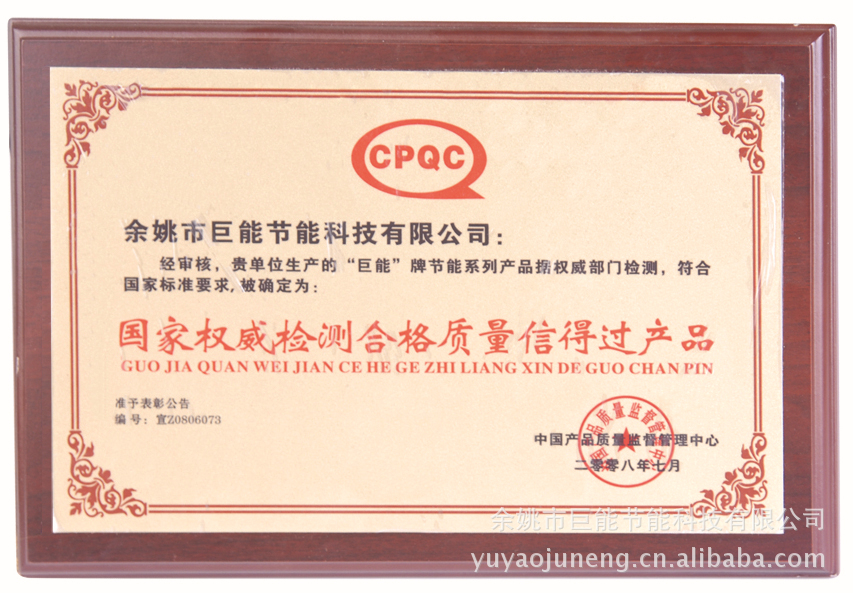 CPQC
余姚市巨能节能科技有限公司：
经审核，贵单位生产的“巨能”牌节能系列产品据权威部门检测，符合
国家标准要求，被确定为：
国家权威检测合格质量信得过产品
GUO JIA QUAN WEI JIAN CE HE GE ZHI LIANG XIN DE GUO CHAN PIN
准予表彰公告
编号：宣Z0806073
中国产品质量监督管理中心
二零零八年七月
余姚市巨能节能科技有限公司
yuyaojuneng.cn.alibaba.com